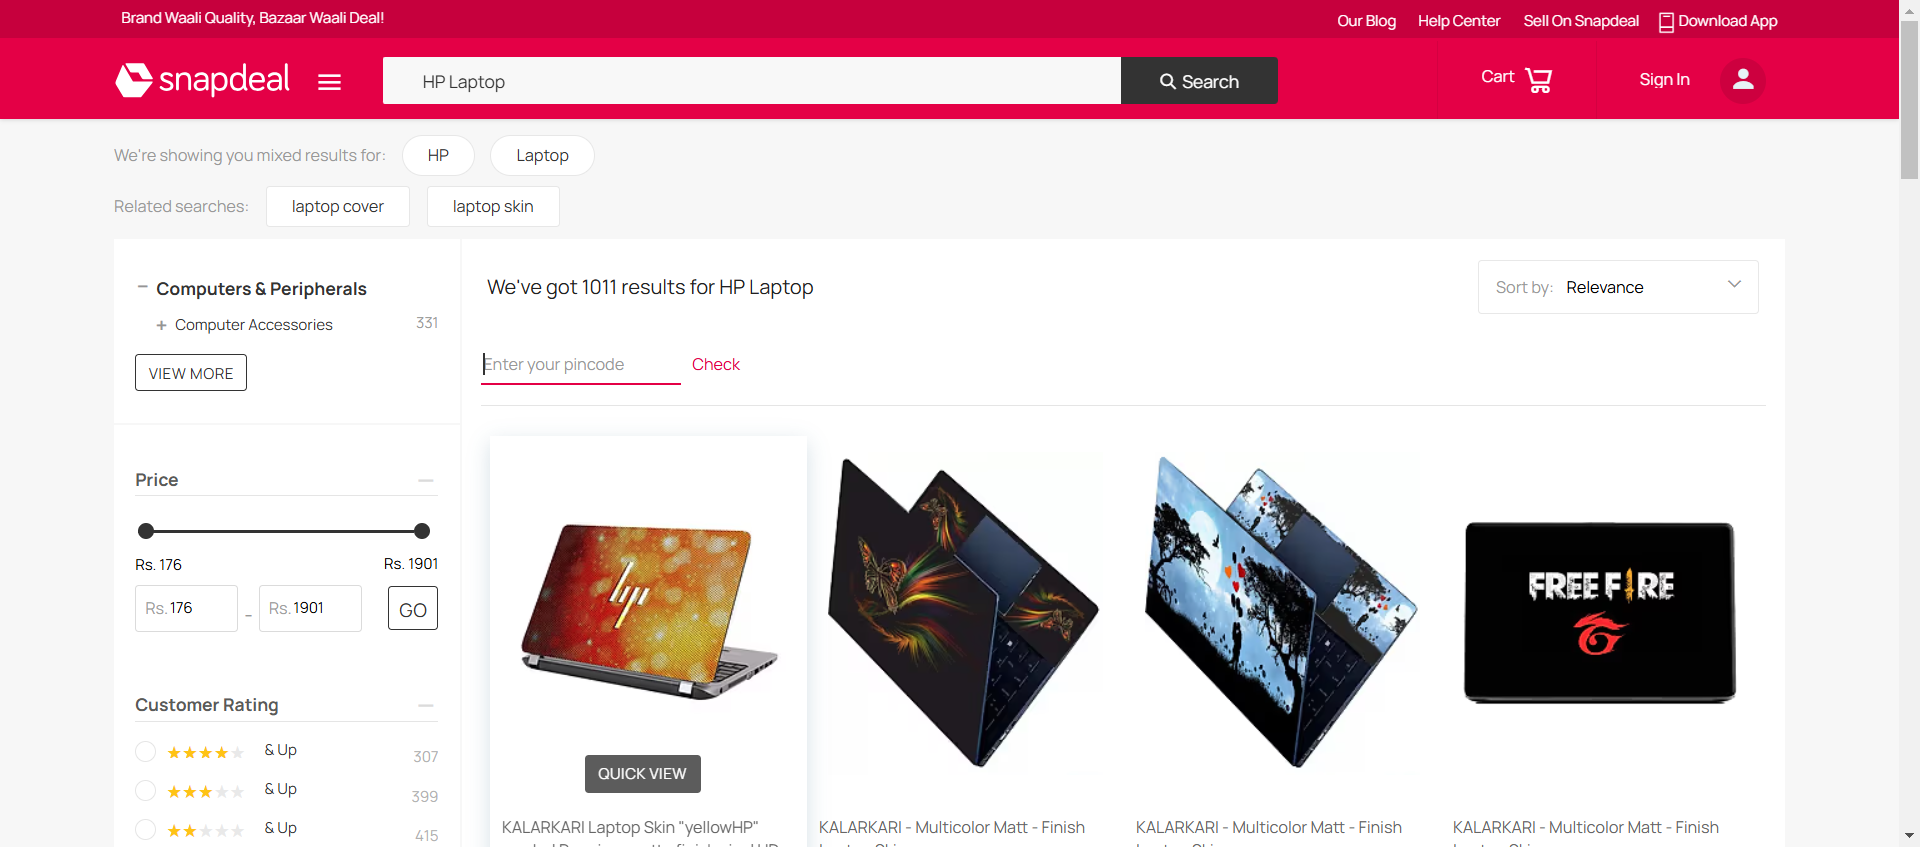 Brand Waali Quality, Bazaar Waali Deal!
Our Blog Help Center Sell On Snapdeal Download App
snapdeal HP Laptop Search Cart Sign In
We're showing you mixed results for: HP Laptop
Related searches: laptop cover laptop skin
Computers & Peripherals
Computer Accessories 331
VIEW MORE
Price
Rs. 176 Rs. 1901
Rs. 176 - Rs. 1901 GO
Customer Rating
& Up 307
& Up 399
& Up 415
We've got 1011 results for HP Laptop
Sort by: Relevance
Enter your pincode Check
hp
FREE FIRE
QUICK VIEW
KALARKARI Laptop Skin "yellowHP"
KALARKARI - Multicolor Matt - Finish
KALARKARI - Multicolor Matt - Finish
KALARKARI - Multicolor Matt - Finish